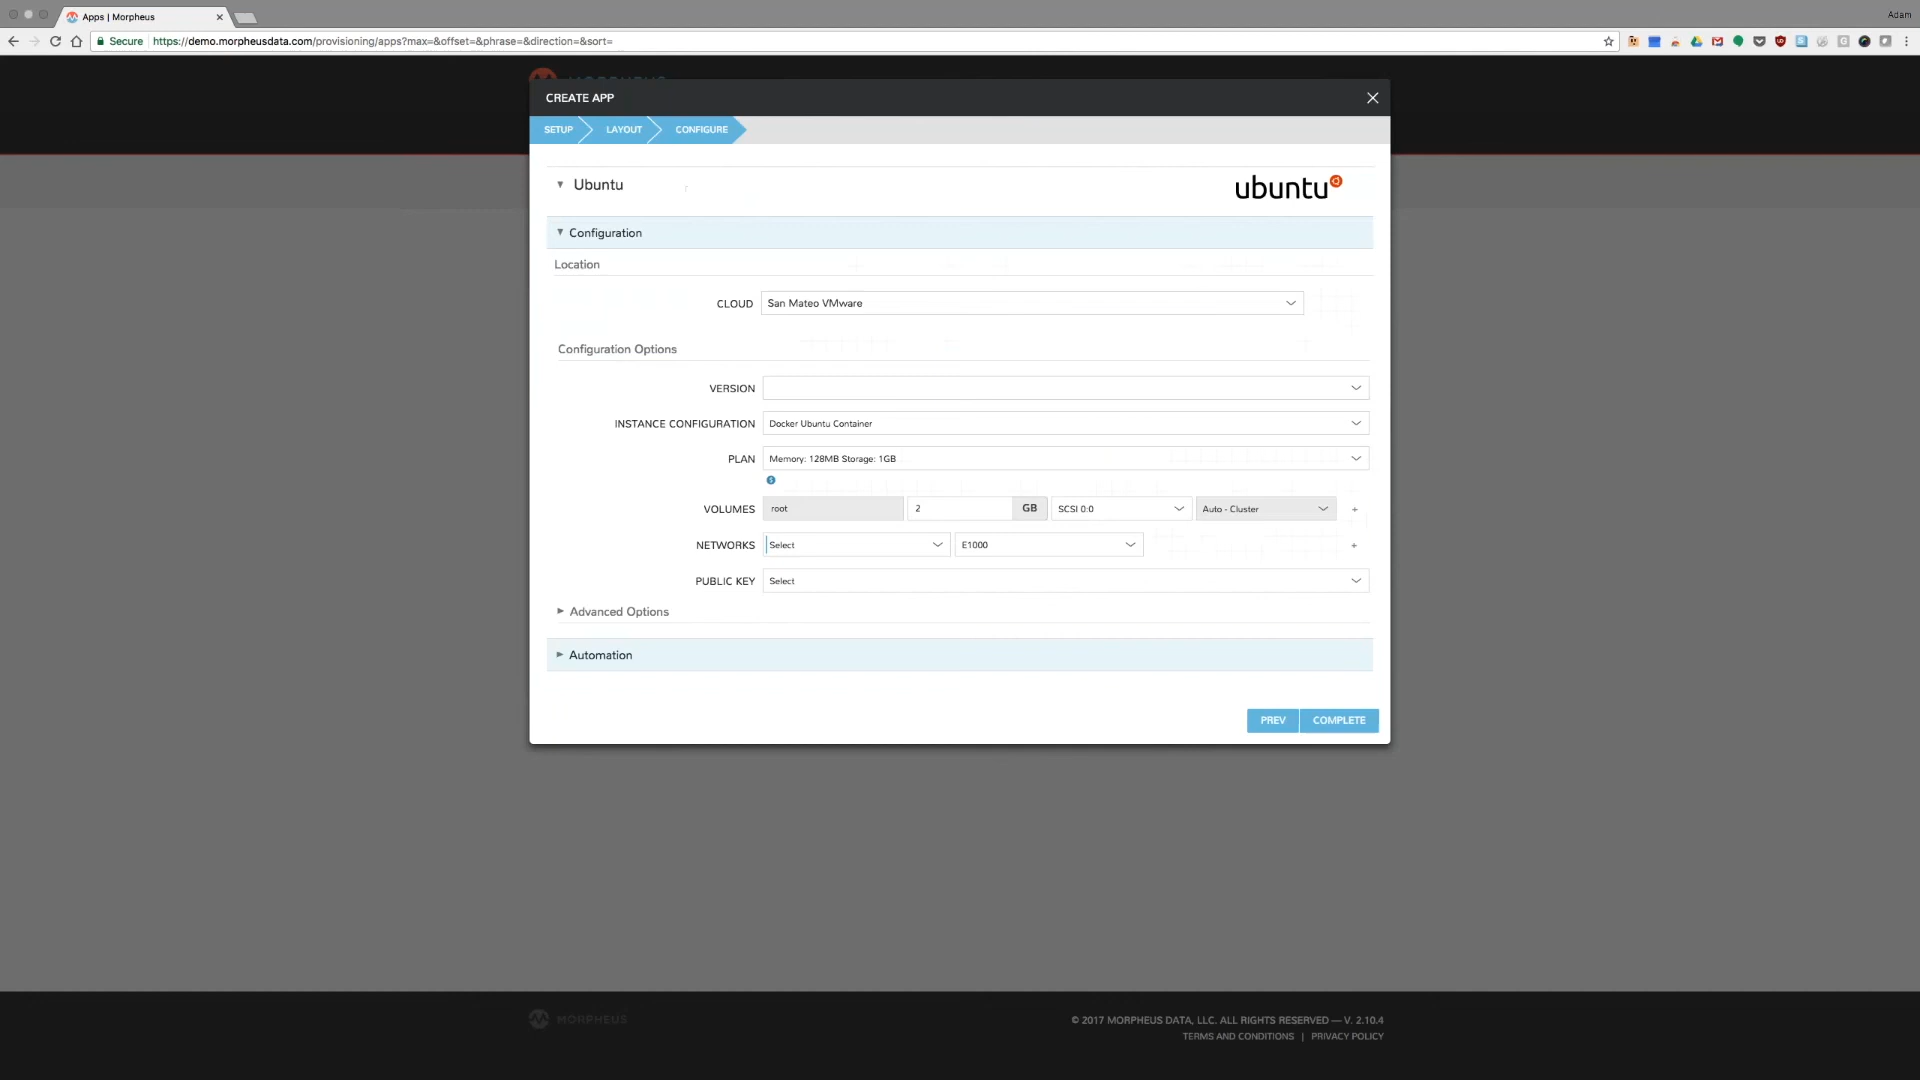 Apps | Morpheus
Adam
Secure https://demo.morpheusdata.com/provisioning/apps?max=&offset=&phrase=&direction=&sort=
MORPHEUS
CREATE APP
SETUP LAYOUT CONFIGURE
Ubuntu
ubuntu
Configuration
Location
CLOUD San Mateo VMware
Configuration Options
VERSION
INSTANCE CONFIGURATION Docker Ubuntu Container
PLAN Memory: 128MB Storage: 1GB
VOLUMES root 2 GB SCSI 0:0 Auto - Cluster +
NETWORKS Select E1000 +
PUBLIC KEY Select
Advanced Options
Automation
PREV COMPLETE
MORPHEUS
© 2017 MORPHEUS DATA, LLC. ALL RIGHTS RESERVED — V. 2.10.4
TERMS AND CONDITIONS | PRIVACY POLICY